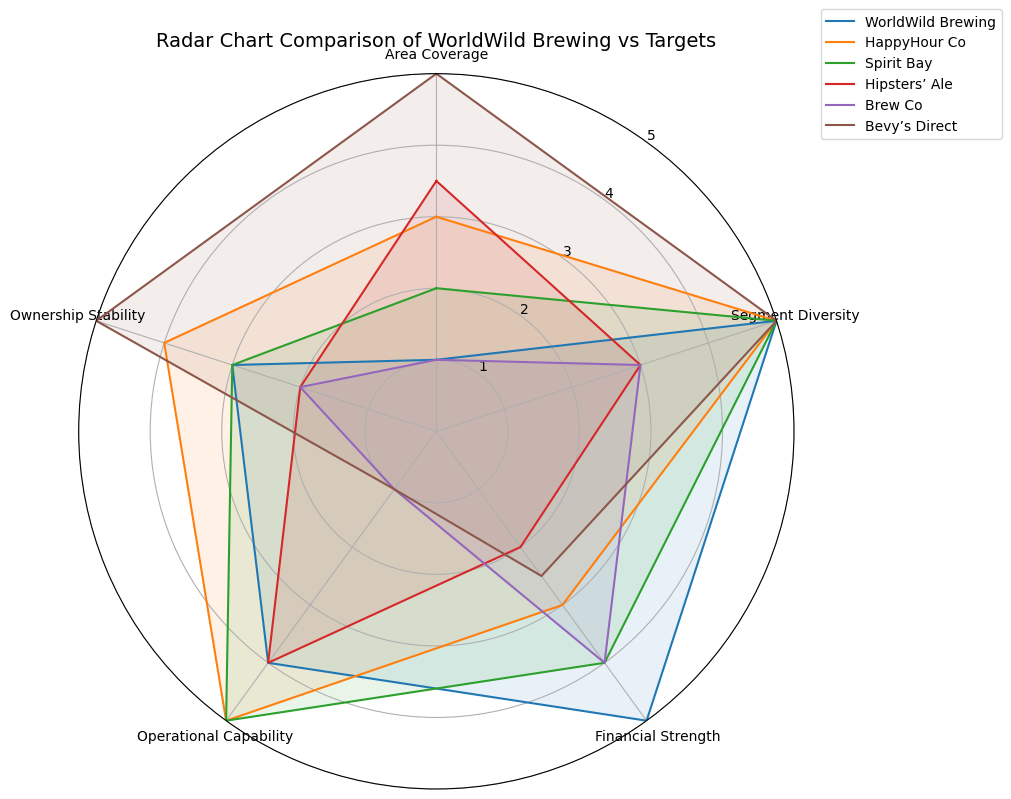 Radar Chart Comparison of WorldWild Brewing vs Targets
WorldWild Brewing
HappyHour Co
Spirit Bay
Hipsters’ Ale
Brew Co
Bevy’s Direct
Area Coverage
5
4
3
2
1
Ownership Stability
Segment Diversity
Operational Capability
Financial Strength